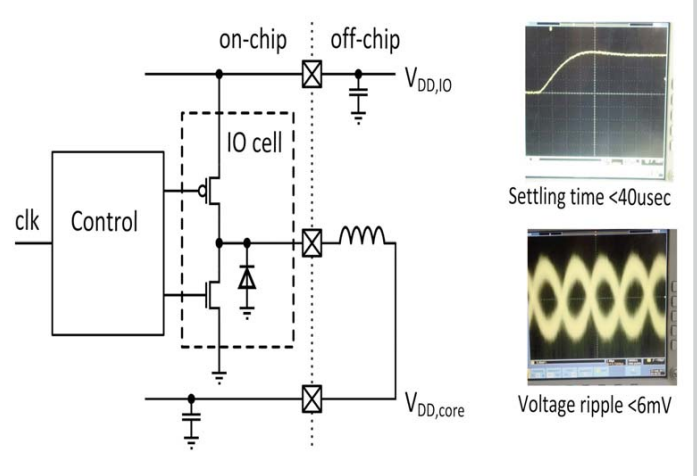 on-chip off-chip
V_DD,IO
IO cell
clk
Control
V_DD,core
Settling time <40usec
Voltage ripple <6mV